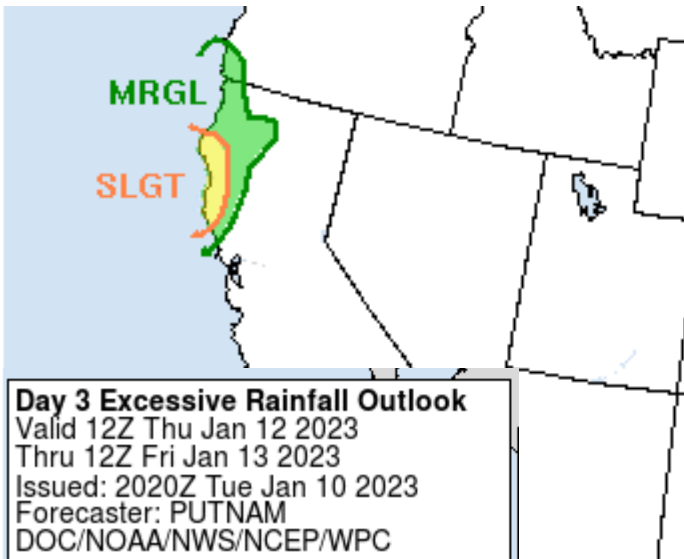 MRGL
SLGT
Day 3 Excessive Rainfall Outlook
Valid 12Z Thu Jan 12 2023
Thru 12Z Fri Jan 13 2023
Issued: 2020Z Tue Jan 10 2023
Forecaster: PUTNAM
DOC/NOAA/NWS/NCEP/WPC